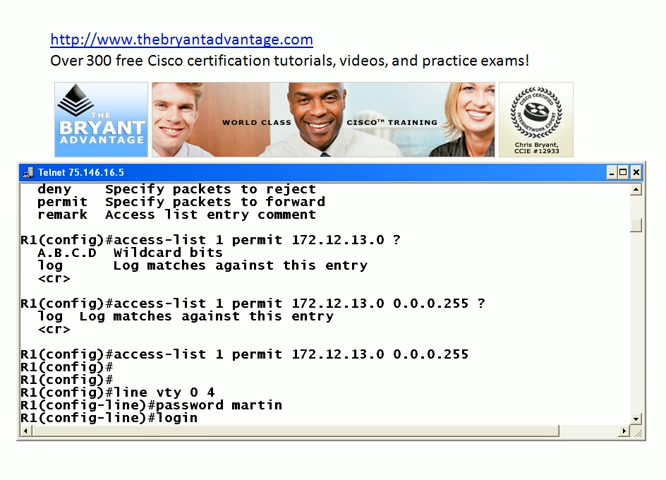 http://www.thebryantadvantage.com
Over 300 free Cisco certification tutorials, videos, and practice exams!
THE
BRYANT
ADVANTAGE
WORLD CLASS CISCO™ TRAINING
CISCO CERTIFIED
INTERNETWORK EXPERT
Chris Bryant,
CCIE #12933
Telnet 75.146.16.5
deny Specify packets to reject
permit Specify packets to forward
remark Access list entry comment
R1(config)#access-list 1 permit 172.12.13.0 ?
A.B.C.D Wildcard bits
log Log matches against this entry
<cr>
R1(config)#access-list 1 permit 172.12.13.0 0.0.0.255 ?
log Log matches against this entry
<cr>
R1(config)#access-list 1 permit 172.12.13.0 0.0.0.255
R1(config)#
R1(config)#
R1(config)#line vty 0 4
R1(config-line)#password martin
R1(config-line)#login